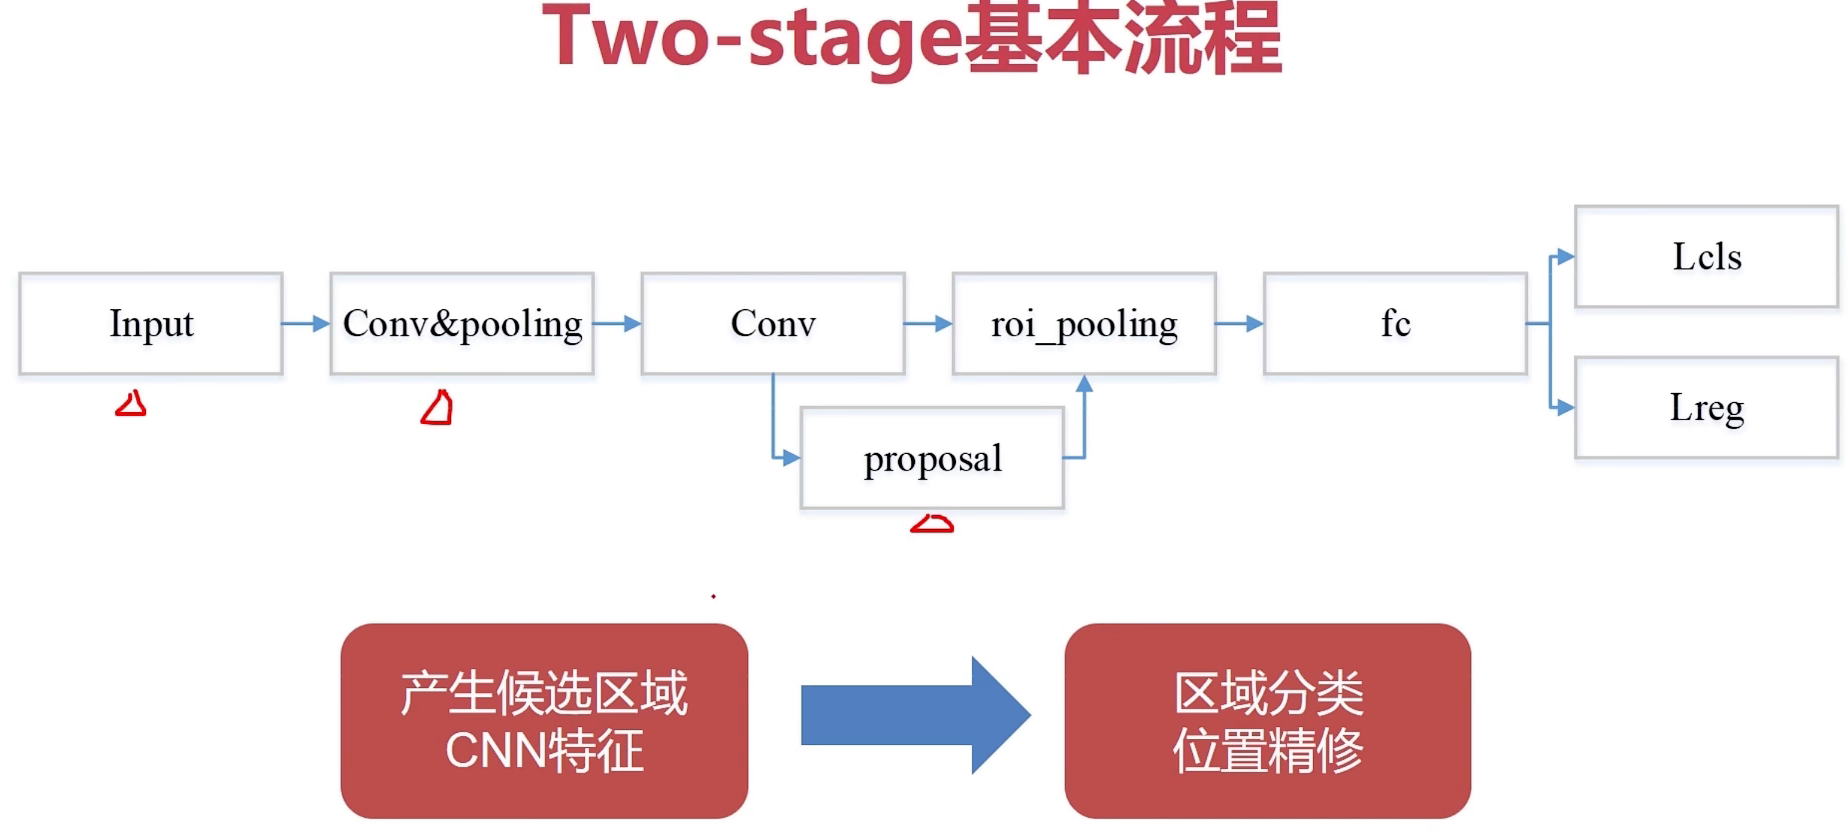 Two-stage基本流程
Input
Conv&pooling
Conv
roi_pooling
fc
Lcls
Lreg
proposal
产生候选区域
CNN特征
区域分类
位置精修